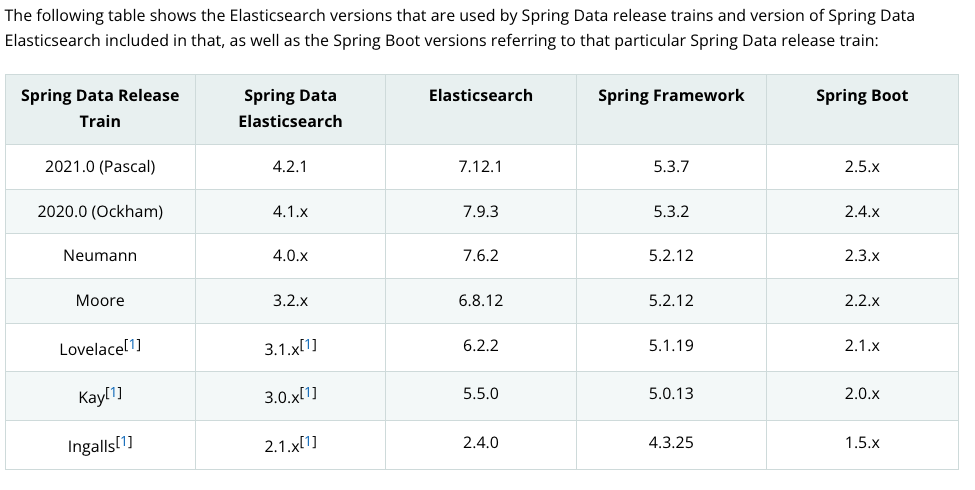 The following table shows the Elasticsearch versions that are used by Spring Data release trains and version of Spring Data
Elasticsearch included in that, as well as the Spring Boot versions referring to that particular Spring Data release train:
Spring Data Release Train Spring Data Elasticsearch Elasticsearch Spring Framework Spring Boot
2021.0 (Pascal) 4.2.1 7.12.1 5.3.7 2.5.x
2020.0 (Ockham) 4.1.x 7.9.3 5.3.2 2.4.x
Neumann 4.0.x 7.6.2 5.2.12 2.3.x
Moore 3.2.x 6.8.12 5.2.12 2.2.x
Lovelace[1] 3.1.x[1] 6.2.2 5.1.19 2.1.x
Kay[1] 3.0.x[1] 5.5.0 5.0.13 2.0.x
Ingalls[1] 2.1.x[1] 2.4.0 4.3.25 1.5.x